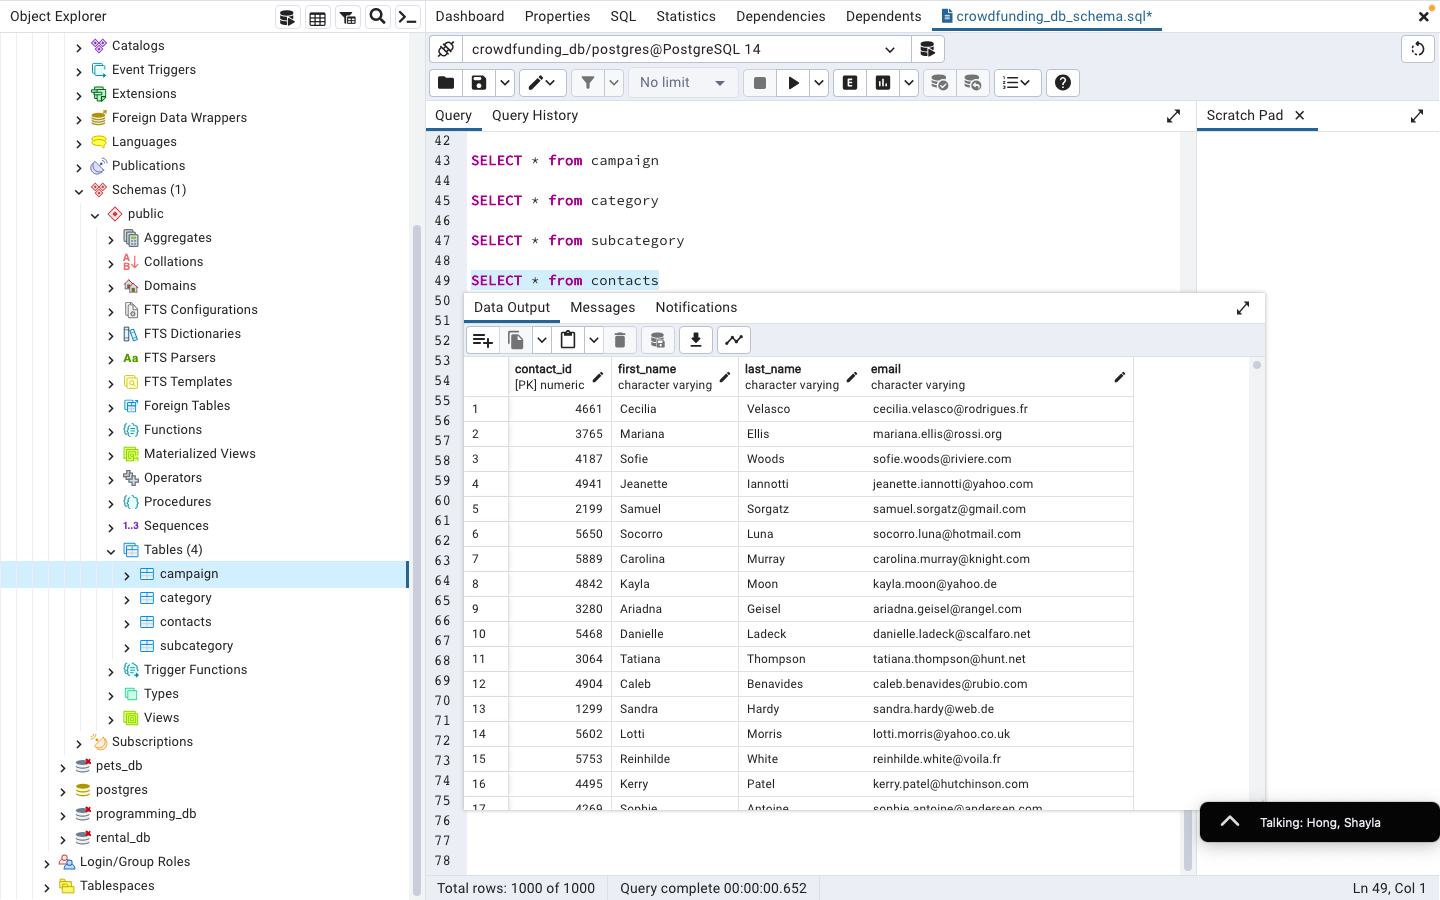 Object Explorer
Dashboard Properties SQL Statistics Dependencies Dependents crowdfunding_db_schema.sql*
Catalogs
Event Triggers
Extensions
Foreign Data Wrappers
Languages
Publications
Schemas (1)
public
Aggregates
Collations
Domains
FTS Configurations
FTS Dictionaries
Aa FTS Parsers
FTS Templates
Foreign Tables
Functions
Materialized Views
Operators
Procedures
1..3 Sequences
Tables (4)
campaign
category
contacts
subcategory
Trigger Functions
Types
Views
Subscriptions
pets_db
postgres
programming_db
rental_db
Login/Group Roles
Tablespaces
crowdfunding_db/postgres@PostgreSQL 14
No limit
E
Query Query History
Scratch Pad
42
43 SELECT * from campaign
44
45 SELECT * from category
46
47 SELECT * from subcategory
48
49 SELECT * from contacts
50
51
52
53
54
55
56
57
58
59
60
61
62
63
64
65
66
67
68
69
70
71
72
73
74
75
76
77
78
Data Output Messages Notifications
contact_id first_name last_name email
[PK] numeric character varying character varying character varying
1 4661 Cecilia Velasco cecilia.velasco@rodrigues.fr
2 3765 Mariana Ellis mariana.ellis@rossi.org
3 4187 Sofie Woods sofie.woods@riviere.com
4 4941 Jeanette Iannotti jeanette.iannotti@yahoo.com
5 2199 Samuel Sorgatz samuel.sorgatz@gmail.com
6 5650 Socorro Luna socorro.luna@hotmail.com
7 5889 Carolina Murray carolina.murray@knight.com
8 4842 Kayla Moon kayla.moon@yahoo.de
9 3280 Ariadna Geisel ariadna.geisel@rangel.com
10 5468 Danielle Ladeck danielle.ladeck@scalfaro.net
11 3064 Tatiana Thompson tatiana.thompson@hunt.net
12 4904 Caleb Benavides caleb.benavides@rubio.com
13 1299 Sandra Hardy sandra.hardy@web.de
14 5602 Lotti Morris lotti.morris@yahoo.co.uk
15 5753 Reinhilde White reinhilde.white@voila.fr
16 4495 Kerry Patel kerry.patel@hutchinson.com
17 4269 Sophie Antoine sophie.antoine@andersen.com
Talking: Hong, Shayla
Total rows: 1000 of 1000 Query complete 00:00:00.652 Ln 49, Col 1